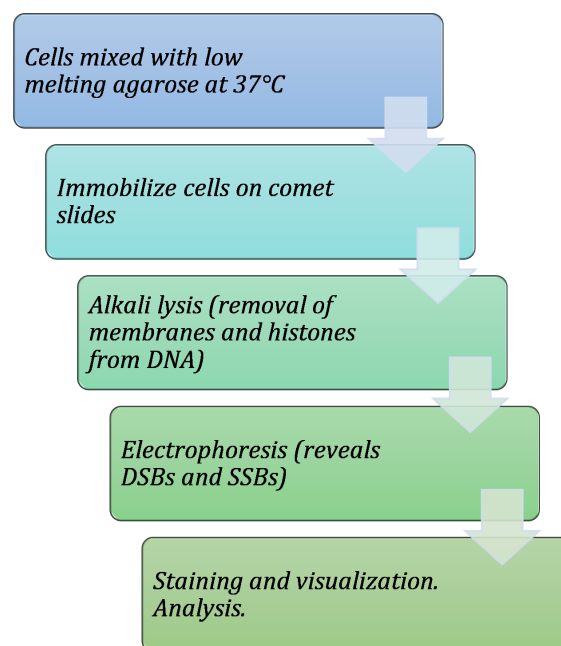 Cells mixed with low
melting agarose at 37°C
Immobilize cells on comet
slides
Alkali lysis (removal of
membranes and histones
from DNA)
Electrophoresis (reveals
DSBs and SSBs)
Staining and visualization.
Analysis.